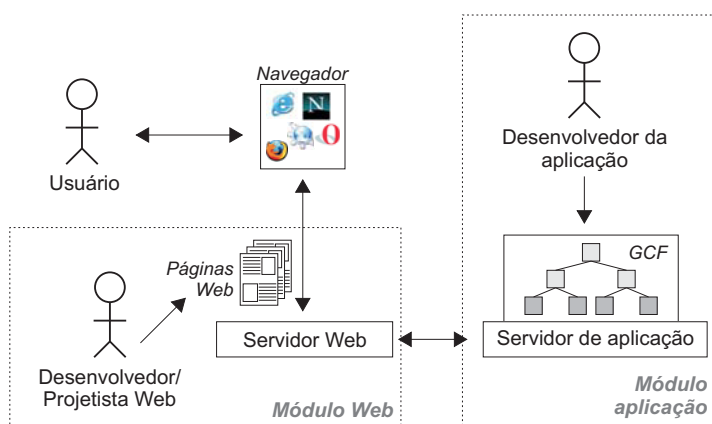 Navegador
N
O
Usuário
Desenvolvedor da
aplicação
GCF
Servidor de aplicação
Módulo
aplicação
Páginas
Web
Servidor Web
Desenvolvedor/
Projetista Web
Módulo Web